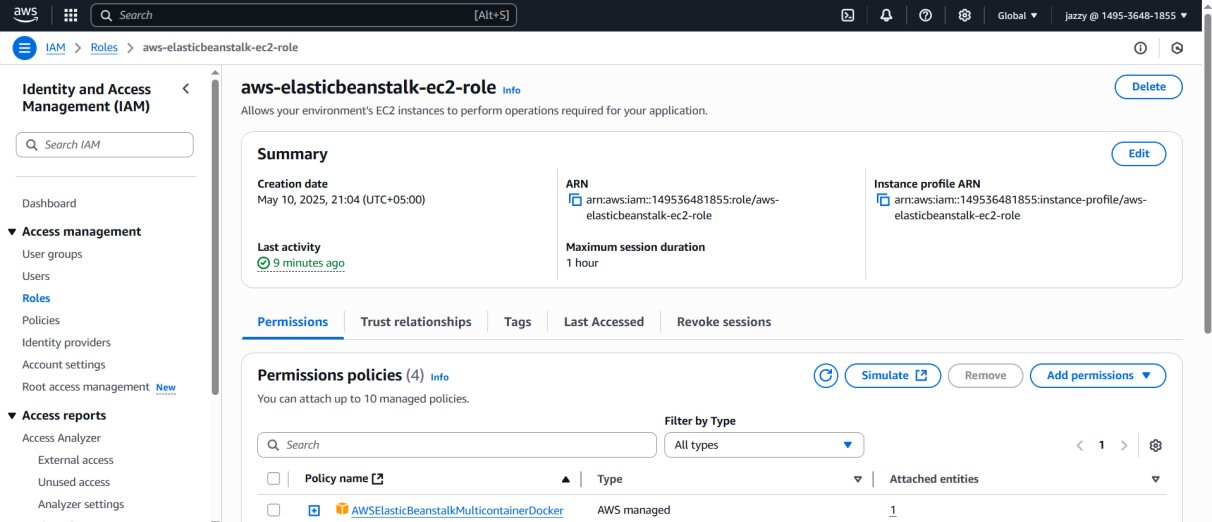 aws
Search [Alt+S]
Global ▼ jazzy @ 1495-3648-1855 ▼
IAM > Roles > aws-elasticbeanstalk-ec2-role
Identity and Access
Management (IAM)
Search IAM
Dashboard
Access management
User groups
Users
Roles
Policies
Identity providers
Account settings
Root access management New
Access reports
Access Analyzer
External access
Unused access
Analyzer settings
aws-elasticbeanstalk-ec2-role Info
Delete
Allows your environment's EC2 instances to perform operations required for your application.
Summary
Edit
Creation date
May 10, 2025, 21:04 (UTC+05:00)
ARN
arn:aws:iam::149536481855:role/aws-
elasticbeanstalk-ec2-role
Instance profile ARN
arn:aws:iam::149536481855:instance-profile/aws-
elasticbeanstalk-ec2-role
Last activity
9 minutes ago
Maximum session duration
1 hour
Permissions Trust relationships Tags Last Accessed Revoke sessions
Permissions policies (4) Info
Simulate Remove Add permissions
You can attach up to 10 managed policies.
Filter by Type
Search All types
1
Policy name Type Attached entities
AWSElasticBeanstalkMulticontainerDocker AWS managed 1